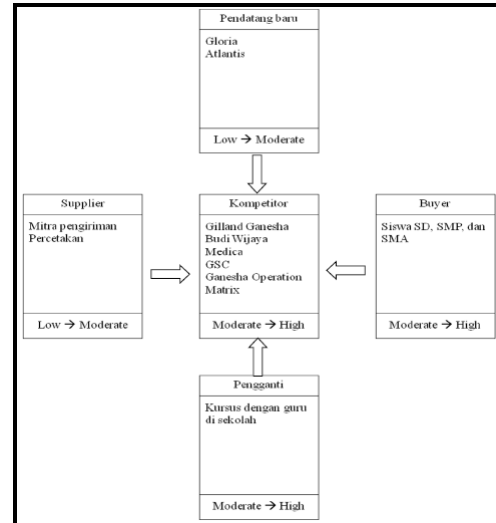 Pendatang baru
Gloria
Atlantis
Low → Moderate
Supplier
Mitra pengiriman
Percetakan
Low → Moderate
Kompetitor
Gilland Ganesha
Budi Wijaya
Medica
GSC
Ganesha Operation
Matrix
Moderate → High
Buyer
Siswa SD, SMP, dan
SMA
Moderate → High
Pengganti
Kursus dengan guru
di sekolah
Moderate → High